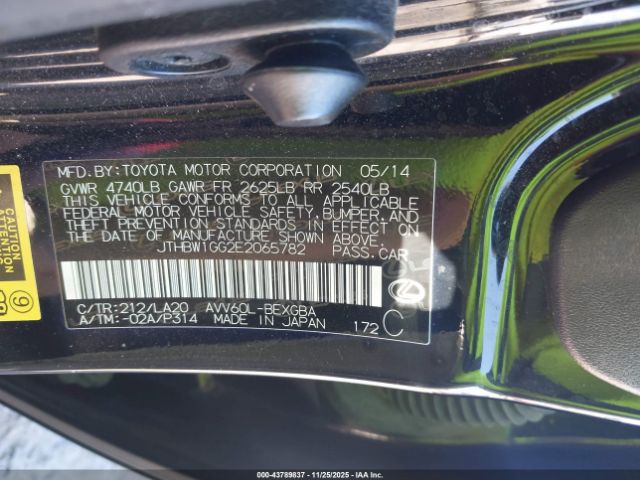 MFD.BY:TOYOTA MOTOR CORPORATION 05/14
GVWR 4740LB GAWR FR 2625LB RR 2540LB
THIS VEHICLE CONFORMS TO ALL APPLICABLE
FEDERAL MOTOR VEHICLE SAFETY,BUMPER,AND
THEFT PREVENTION STANDARDS IN EFFECT ON
THE DATE OF MANUFACTURE SHOWN ABOVE.
JTHBW1GG2E2065782 PASS.CAR
C/TR:212/LA20 AVV60L-BEXGBA
A/TM:-02A/P314 MADE IN JAPAN 172 C
ATTENTION
000-43789837 - 11/25/2025 - IAAI.COM